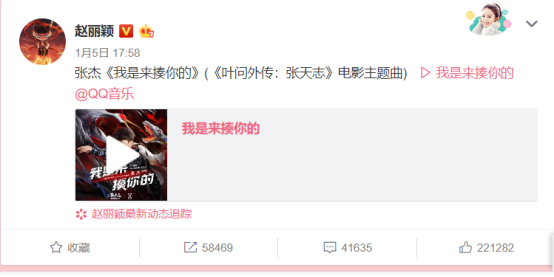 赵丽颖
1月5日 17:58
张杰《我是来揍你的》(《叶问外传：张天志》电影主题曲) ▷ 我是来揍你的
@QQ音乐
我是来揍你的
我是来
揍你的
赵丽颖最新动态追踪
收藏 58469 41635 221282